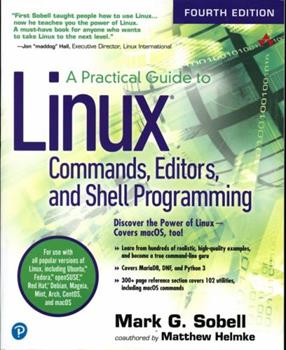 FOURTH EDITION
"First Sobell taught people how to use Linux...
now he teaches you the power of Linux.
A must-have book for anyone who wants
to take Linux to the next level."
—Jon "maddog" Hall, Executive Director, Linux International
A Practical Guide to
Linux®
Commands, Editors,
and Shell Programming
Discover the Power of Linux—
Covers macOS, too!
Learn from hundreds of realistic, high-quality examples,
and become a true command-line guru
Covers MariaDB, DNF, and Python 3
300+ page reference section covers 102 utilities,
including macOS commands
For use with
all popular versions
of Linux, including Ubuntu,®
Fedora,® openSUSE,®
Red Hat,® Debian, Mageia,
Mint, Arch, CentOS,
and macOS
P
Mark G. Sobell
coauthored by Matthew Helmke